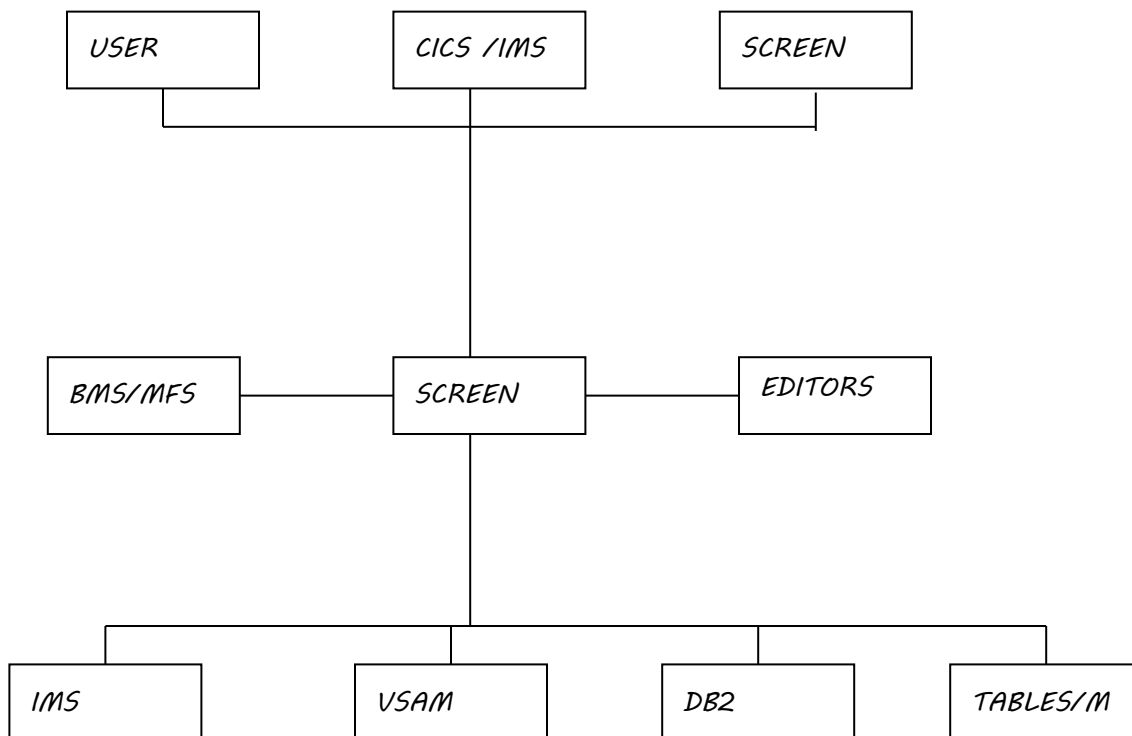 USER
CICS /IMS
SCREEN
BMS/MFS
SCREEN
EDITORS
IMS
VSAM
DB2
TABLES/M